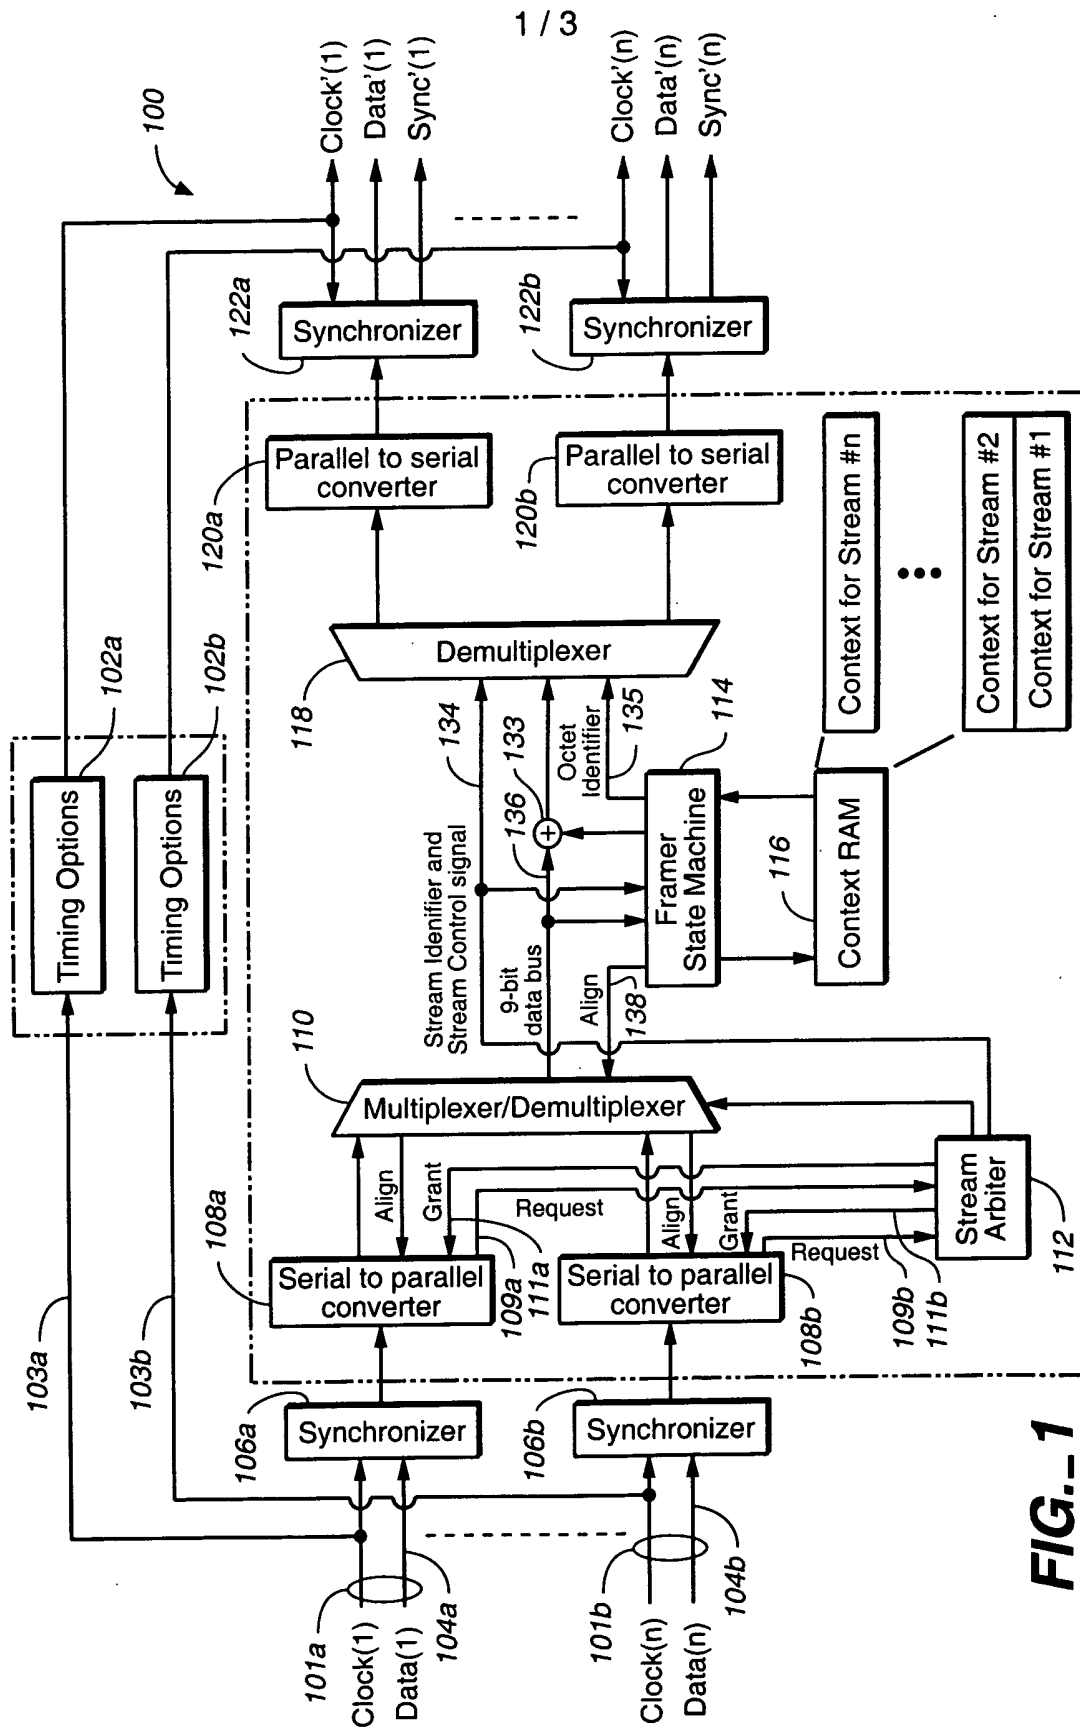 1 / 3
100
Clock'(1)
Data'(1)
Sync'(1)
Clock'(n)
Data'(n)
Sync'(n)
122a
Synchronizer
122b
Synchronizer
120a
Parallel to serial
converter
120b
Parallel to serial
converter
Context for Stream #n
Context for Stream #2
Context for Stream #1
102a
Timing Options
102b
Timing Options
118
Demultiplexer
134
Stream Identifier and
Stream Control signal
133
136
9-bit
data bus
Octet
Identifier
135
Align
138
114
Framer
State Machine
116
Context RAM
110
Multiplexer/Demultiplexer
Align
Grant
Request
Align
Grant
Request
108a
Serial to parallel
converter
109a
111a
Serial to parallel
converter
108b
109b
111b
Stream
Arbiter
112
103a
103b
106a
Synchronizer
106b
Synchronizer
101a
Clock(1)
Data(1)
104a
101b
Clock(n)
Data(n)
104b
FIG._1